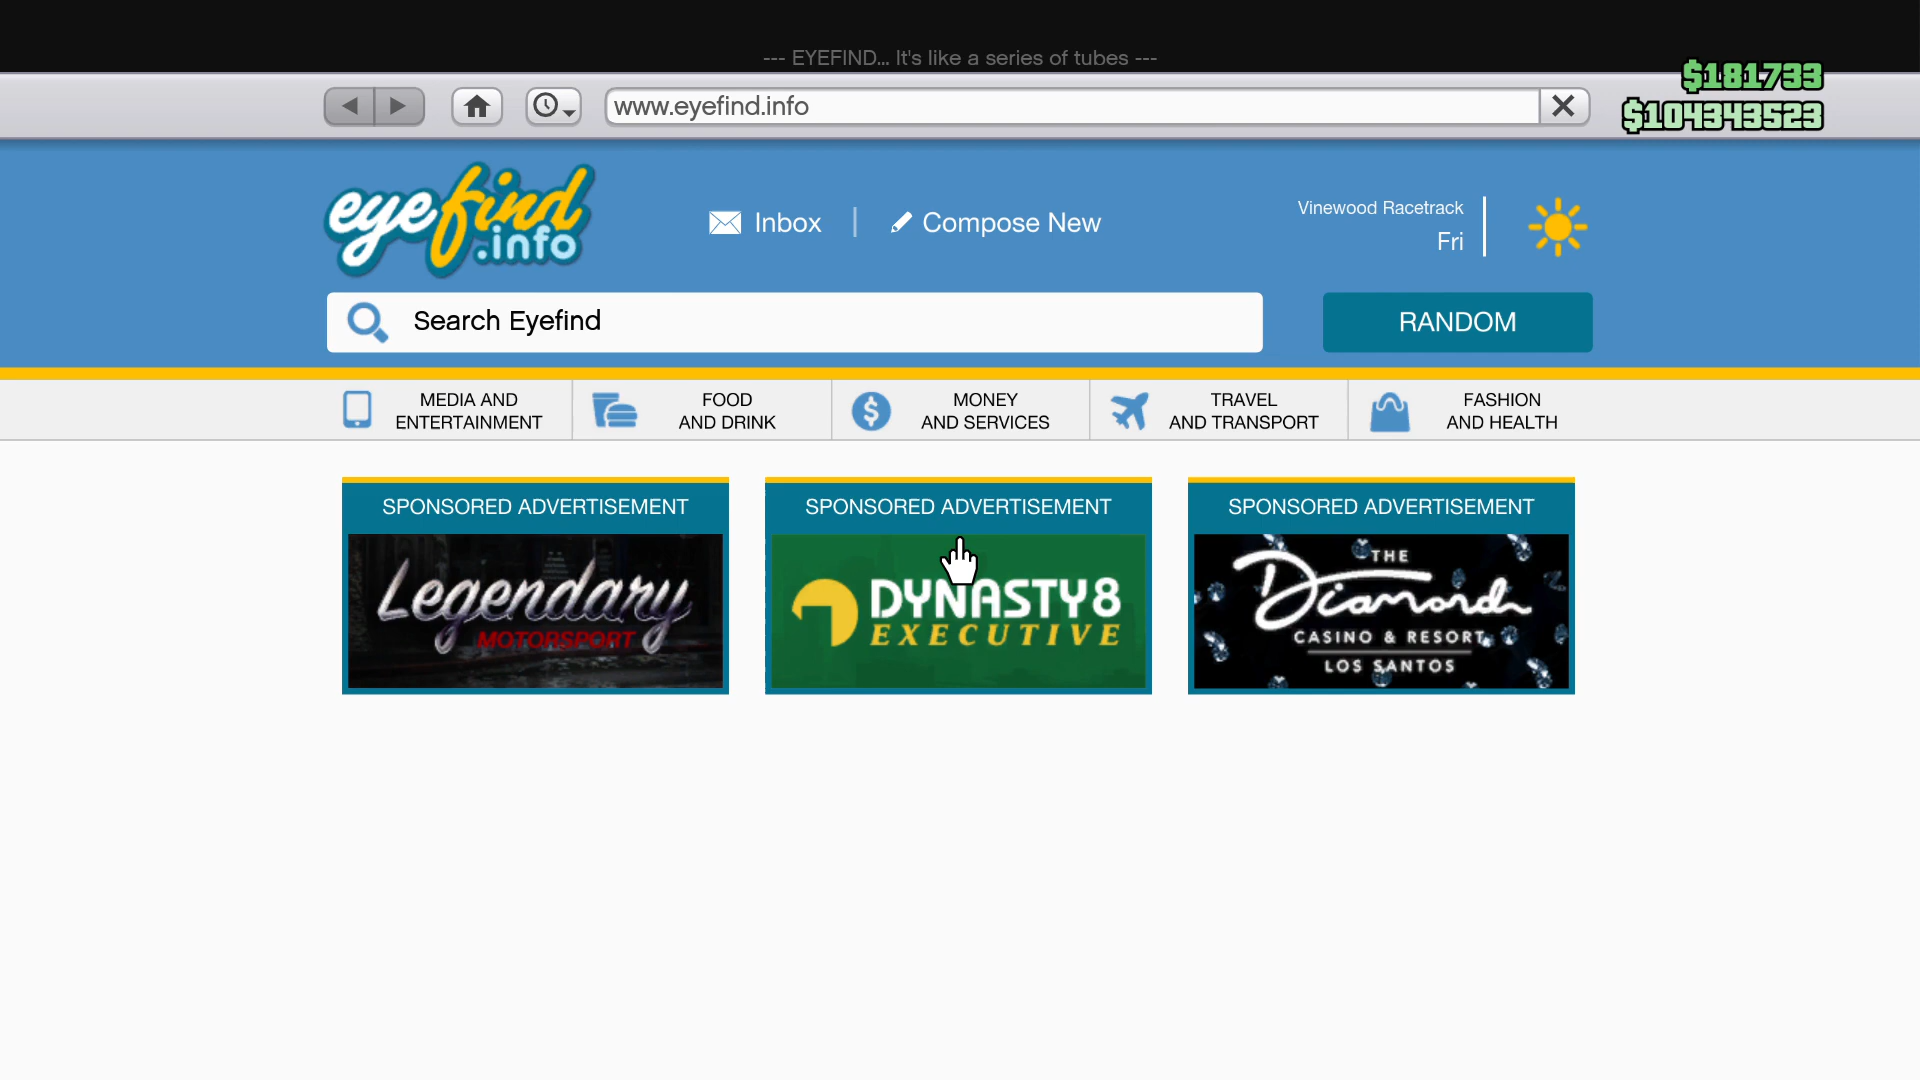 --- EYEFIND... It's like a series of tubes ---
$181733
www.eyefind.info
$104343523
eyefind
.info
Inbox
Compose New
Vinewood Racetrack
Fri
Search Eyefind
RANDOM
MEDIA AND
ENTERTAINMENT
FOOD
AND DRINK
MONEY
AND SERVICES
TRAVEL
AND TRANSPORT
FASHION
AND HEALTH
SPONSORED ADVERTISEMENT
Legendary
MOTORSPORT
SPONSORED ADVERTISEMENT
DYNASTY8
EXECUTIVE
SPONSORED ADVERTISEMENT
THE
Diamond
CASINO & RESORT
LOS SANTOS